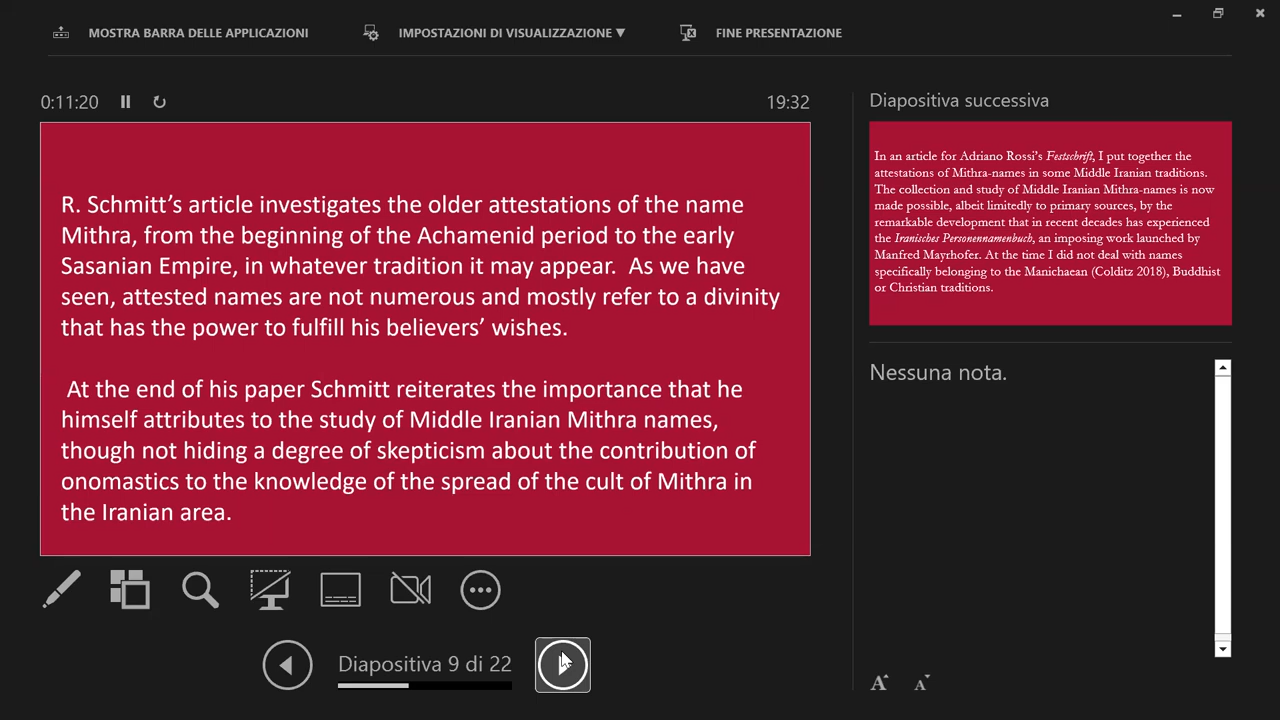 MOSTRA BARRA DELLE APPLICAZIONI
IMPOSTAZIONI DI VISUALIZZAZIONE ▼
FINE PRESENTAZIONE
0:11:20
19:32
R. Schmitt’s article investigates the older attestations of the name
Mithra, from the beginning of the Achamenid period to the early
Sasanian Empire, in whatever tradition it may appear.  As we have
seen, attested names are not numerous and mostly refer to a divinity
that has the power to fulfill his believers’ wishes.
At the end of his paper Schmitt reiterates the importance that he
himself attributes to the study of Middle Iranian Mithra names,
though not hiding a degree of skepticism about the contribution of
onomastics to the knowledge of the spread of the cult of Mithra in
the Iranian area.
Diapositiva 9 di 22
Diapositiva successiva
In an article for Adriano Rossi’s Festschrift, I put together the
attestations of Mithra-names in some Middle Iranian traditions.
The collection and study of Middle Iranian Mithra-names is now
made possible, albeit limitedly to primary sources, by the
remarkable development that in recent decades has experienced
the Iranisches Personennamenbuch, an imposing work launched by
Manfred Mayrhofer. At the time I did not deal with names
specifically belonging to the Manichaean (Colditz 2018), Buddhist
or Christian traditions.
Nessuna nota.
A A